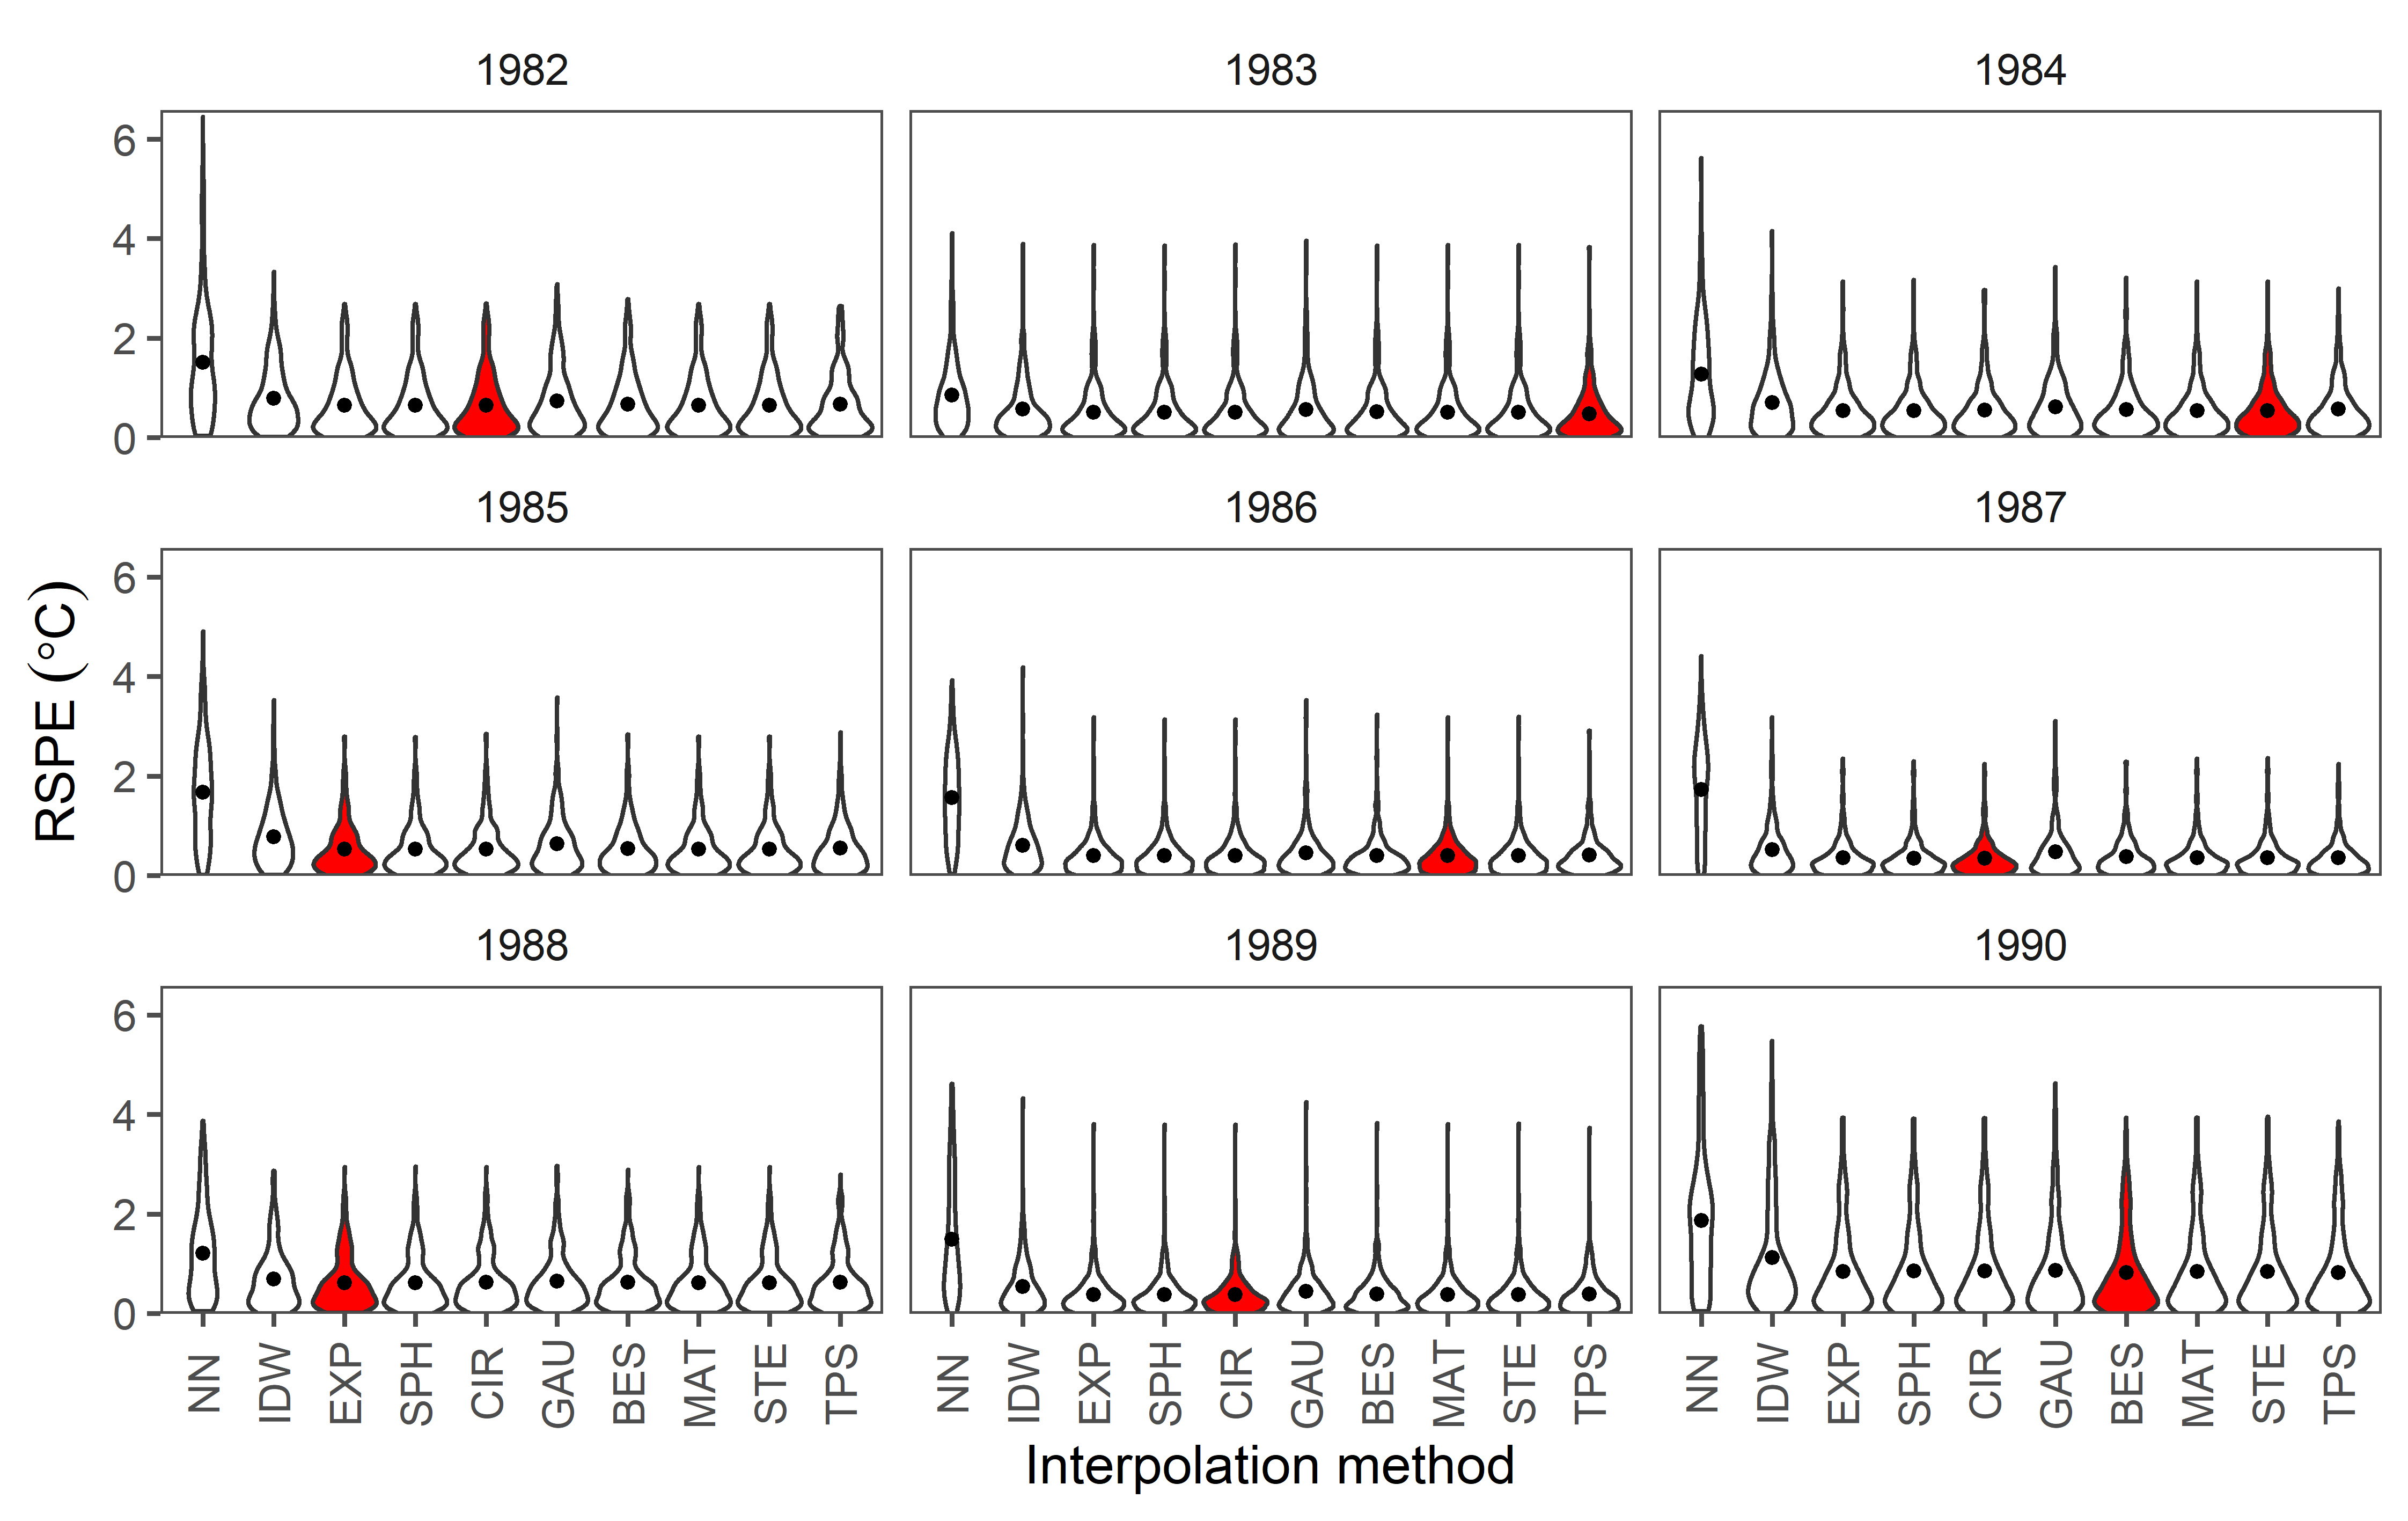 1982 1983 1984
6
4
2
0
1985 1986 1987
6
4
2
0
1988 1989 1990
6
4
2
0
RSPE (°C)
NN IDW EXP SPH CIR GAU BES MAT STE TPS NN IDW EXP SPH CIR GAU BES MAT STE TPS NN IDW EXP SPH CIR GAU BES MAT STE TPS
Interpolation method